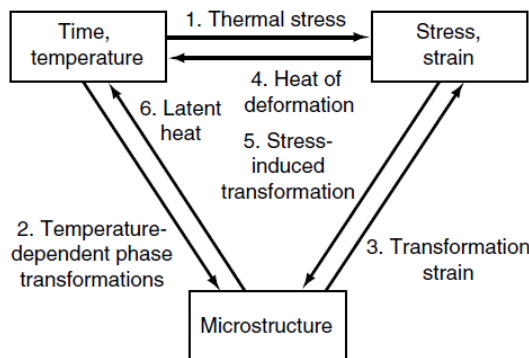 Time,
temperature
1. Thermal stress
Stress,
strain
4. Heat of
deformation
6. Latent
heat
5. Stress-
induced
transformation
2. Temperature-
dependent phase
transformations
3. Transformation
strain
Microstructure